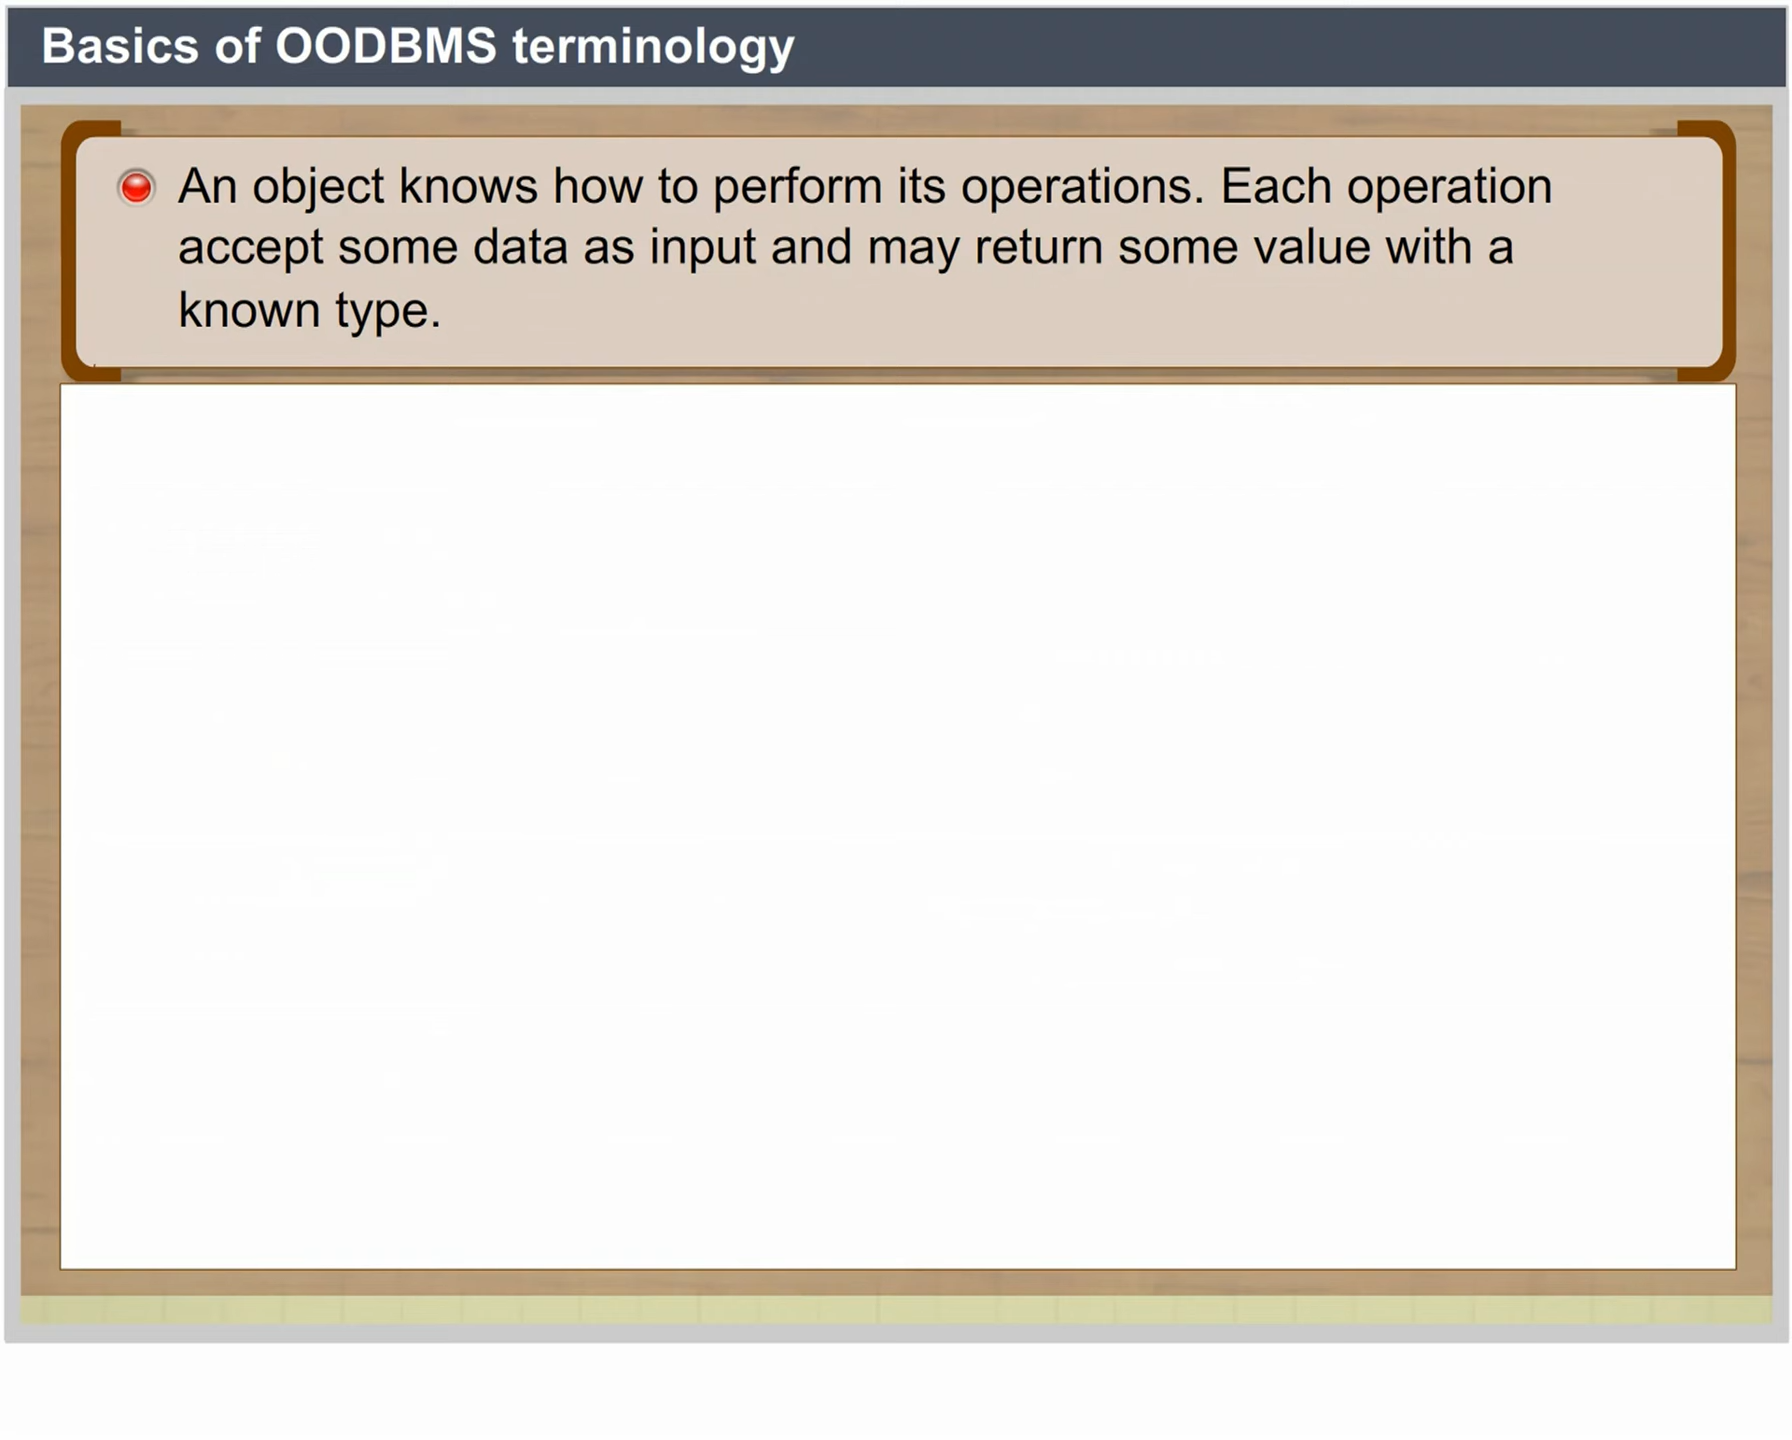 Basics of OODBMS terminology
An object knows how to perform its operations. Each operation
accept some data as input and may return some value with a
known type.